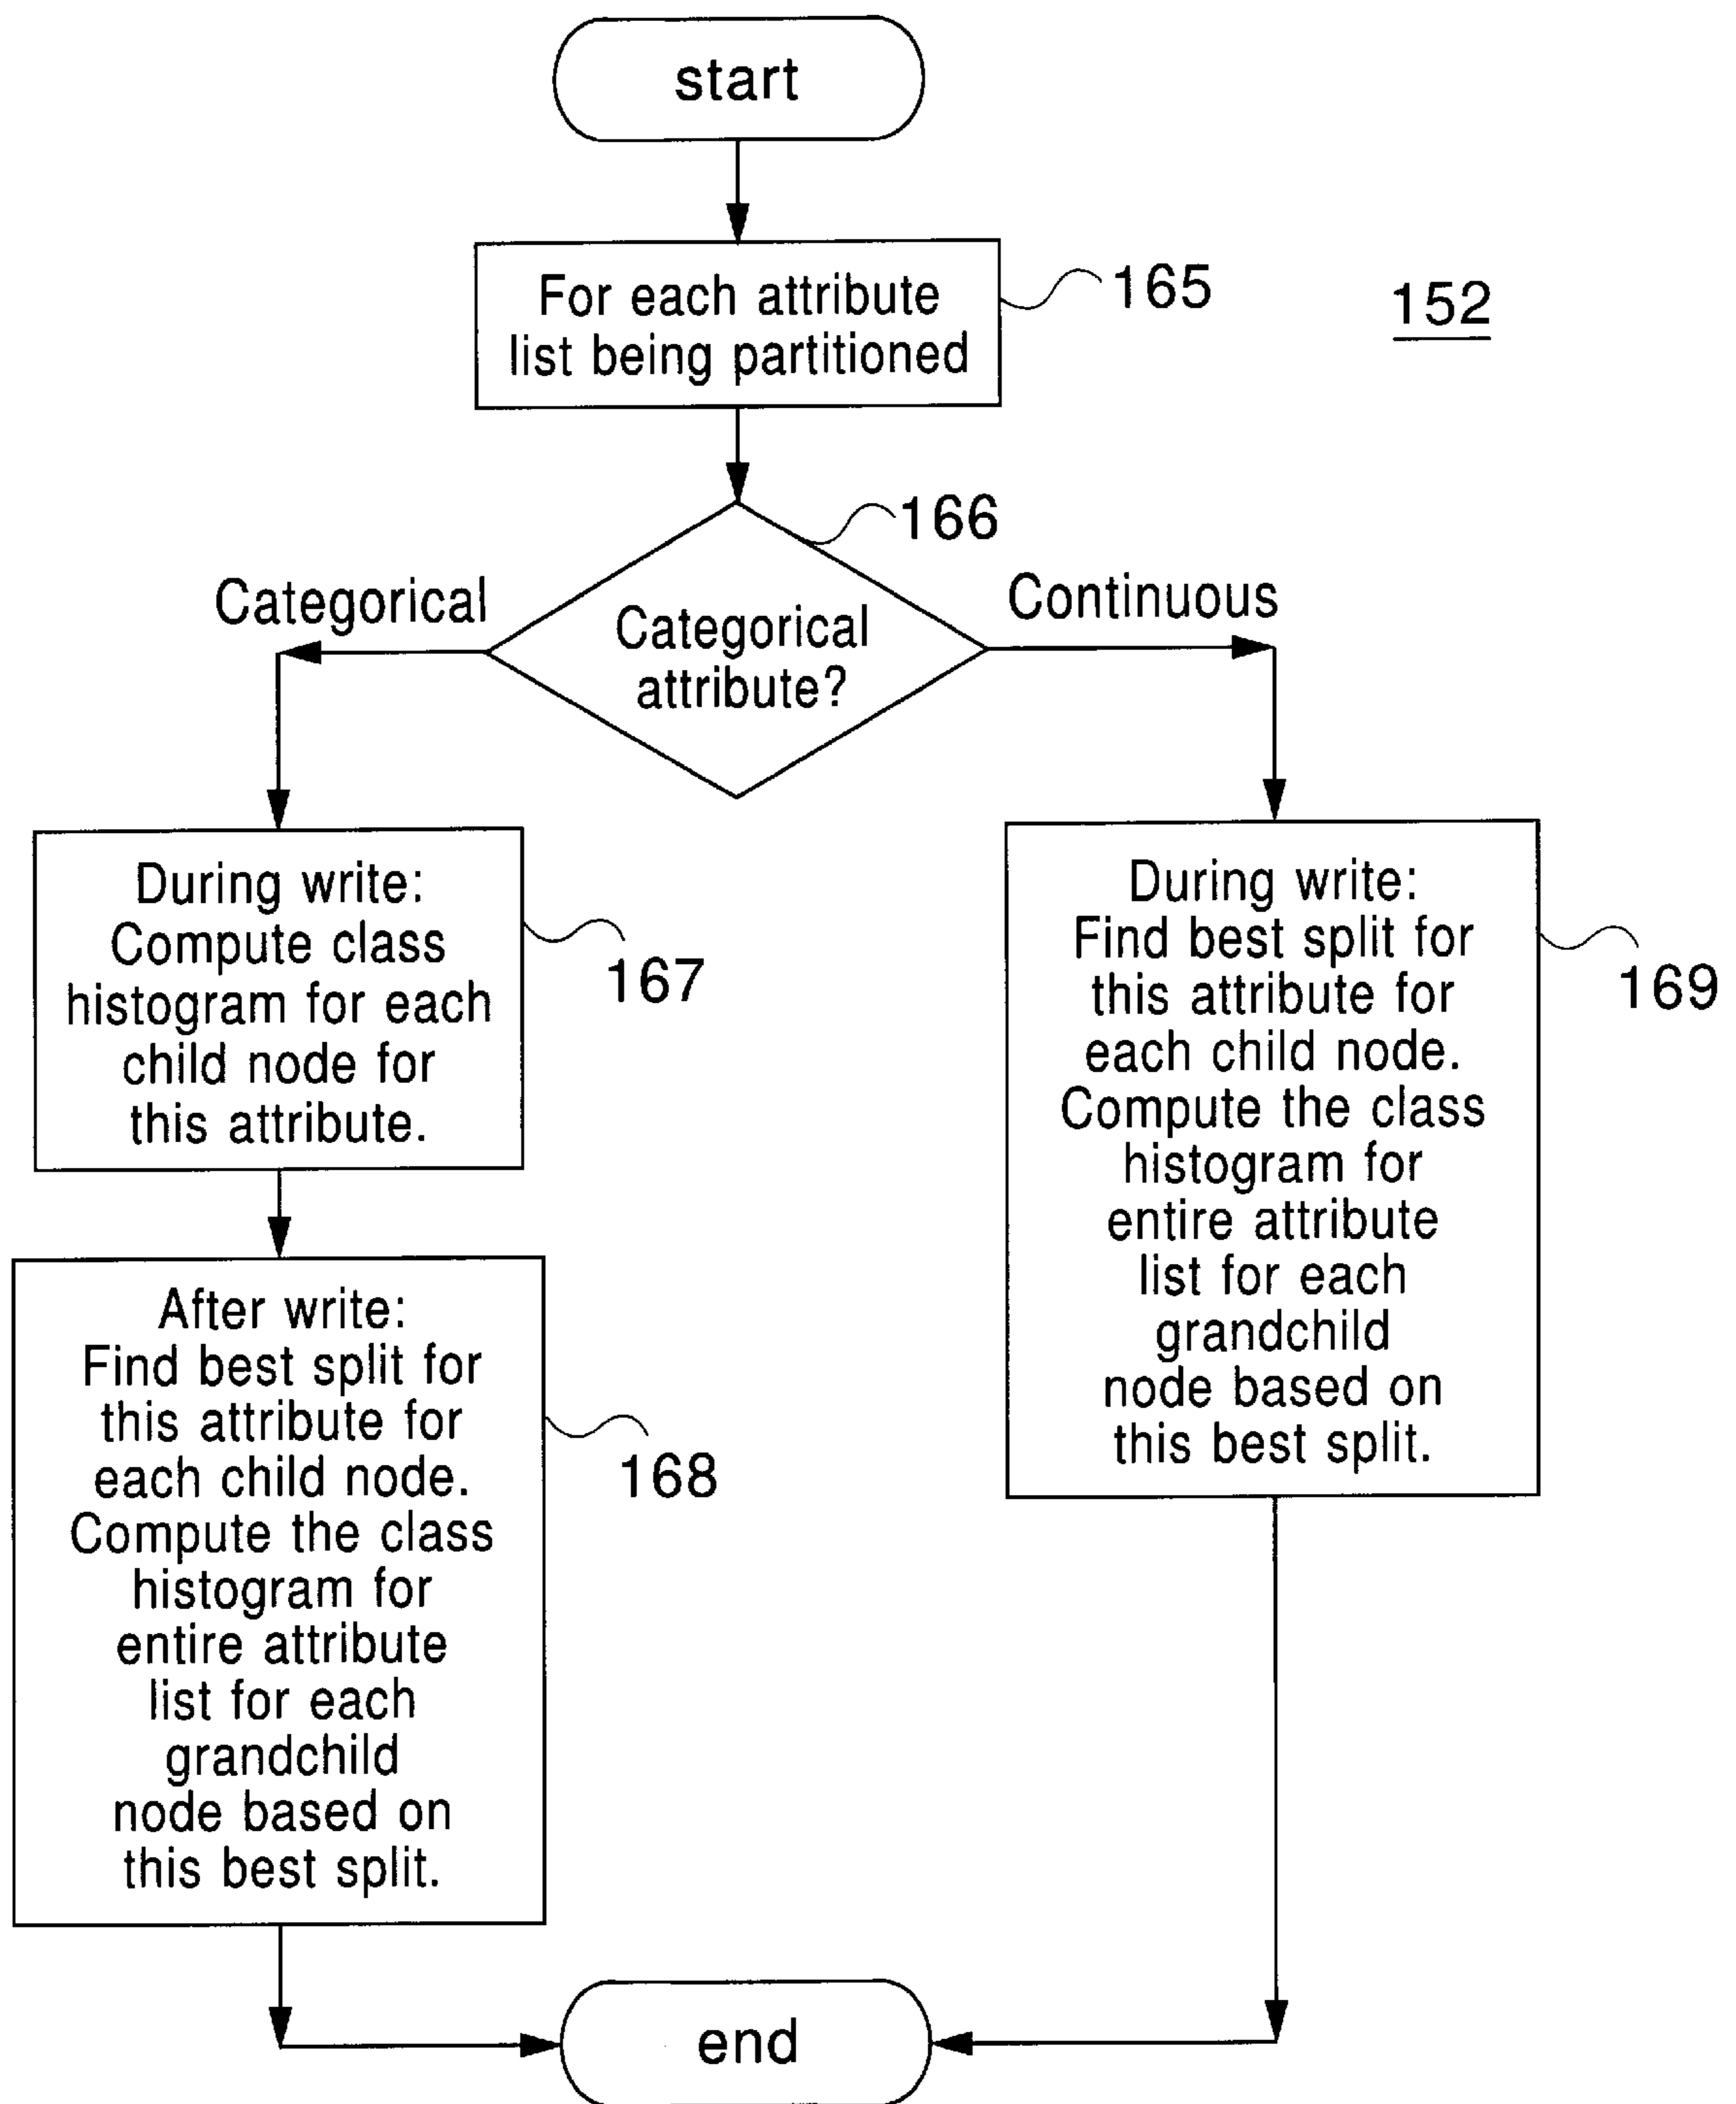 start
For each attribute
list being partitioned
165
152
166
Categorical
Categorical
attribute?
Continuous
During write:
Compute class
histogram for each
child node for
this attribute.
167
During write:
Find best split for
this attribute for
each child node.
Compute the class
histogram for
entire attribute
list for each
grandchild
node based on
this best split.
169
After write:
Find best split for
this attribute for
each child node.
Compute the class
histogram for
entire attribute
list for each
grandchild
node based on
this best split.
168
end